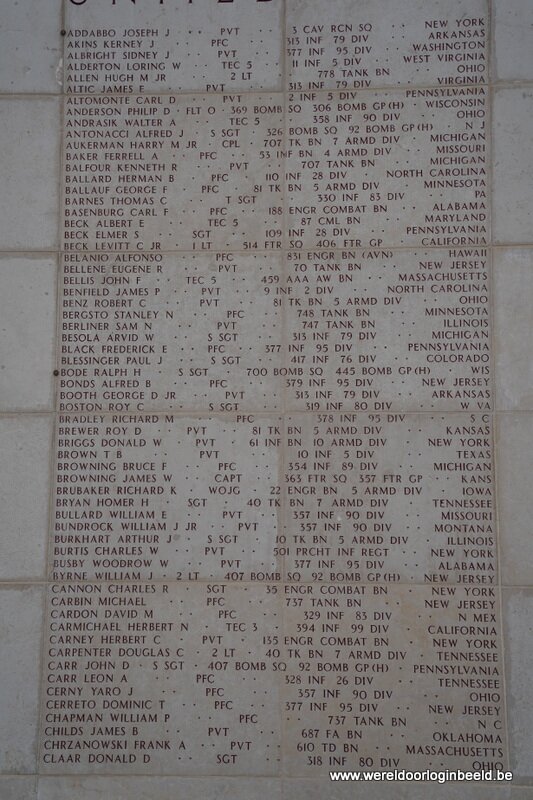 UNITED
ADDABBO JOSEPH J · PVT · 3 CAV RCN SQ · NEW YORK
AKINS KERNEY J · PFC · 313 INF 79 DIV · ARKANSAS
ALBRIGHT SIDNEY J · PVT · 377 INF 95 DIV · WASHINGTON
ALDERTON LORING W · TEC 5 · 11 INF 5 DIV · WEST VIRGINIA
ALLEN HUGH M JR · 2 LT · 778 TANK BN · OHIO
ALTIC JAMES E · PVT · 313 INF 79 DIV · VIRGINIA
ALTOMONTE CARL D · PVT · 2 INF 5 DIV · PENNSYLVANIA
ANDERSON PHILIP D · FLT O · 369 BOMB SQ 306 BOMB GP (H) · WISCONSIN
ANDRASIK WALTER A · TEC 5 · 358 INF 90 DIV · OHIO
ANTONACCI ALFRED J · S SGT · 326 BOMB SQ 92 BOMB GP (H) · N J
AUKERMAN HARRY M JR · CPL · 707 TK BN 7 ARMD DIV · MICHIGAN
BAKER FERRELL A · PFC · 53 INF BN 4 ARMD DIV · MISSOURI
BALFOUR KENNETH R · PVT · 707 TANK BN · MICHIGAN
BALLARD HERMAN B · PFC · 110 INF 28 DIV · NORTH CAROLINA
BALLAUF GEORGE F · PFC · 81 TK BN 5 ARMD DIV · MINNESOTA
BARNES THOMAS C · T SGT · 330 INF 83 DIV · PA
BASENBURG CARL F · PFC · 188 ENGR COMBAT BN · ALABAMA
BECK ALBERT E · TEC 5 · 87 CML BN · MARYLAND
BECK ELMER S · SGT · 109 INF 28 DIV · PENNSYLVANIA
BECK LEVITT C JR · 1 LT · 514 FTR SQ 406 FTR GP · CALIFORNIA
BELANIO ALFONSO · PFC · 831 ENGR BN (AVN) · HAWAII
BELLENE EUGENE R · PVT · 70 TANK BN · NEW JERSEY
BELLIS JOHN F · TEC 5 · 459 AAA AW BN · MASSACHUSETTS
BENFIELD JAMES P · PVT · 9 INF 2 DIV · NORTH CAROLINA
BENZ ROBERT C · PVT · 81 TK BN 5 ARMD DIV · OHIO
BERGSTO STANLEY N · PFC · 748 TANK BN · MINNESOTA
BERLINER SAM N · PVT · 747 TANK BN · ILLINOIS
BESOLA ARVID W · S SGT · 313 INF 79 DIV · MICHIGAN
BLACK FREDERICK E · PFC · 377 INF 95 DIV · PENNSYLVANIA
BLESSINGER PAUL J · S SGT · 417 INF 76 DIV · COLORADO
BODE RALPH H · S SGT · 700 BOMB SQ 445 BOMB GP (H) · WIS
BONDS ALFRED B · PFC · 379 INF 95 DIV · NEW JERSEY
BOOTH GEORGE D JR · PVT · 313 INF 79 DIV · ARKANSAS
BOSTON ROY C · S SGT · 319 INF 80 DIV · W VA
BRADLEY RICHARD M · PFC · 378 INF 95 DIV · S C
BREWER ROY D · PVT · 81 TK BN 5 ARMD DIV · KANSAS
BRIGGS DONALD W · PVT · 61 INF BN 10 ARMD DIV · NEW YORK
BROWN T B · PVT · 10 INF 5 DIV · TEXAS
BROWNING BRUCE F · PFC · 354 INF 89 DIV · MICHIGAN
BROWNING JAMES W · CAPT · 363 FTR SQ 357 FTR GP · KANS
BRUBAKER RICHARD K · WOJG · 22 ENGR BN 5 ARMD DIV · IOWA
BRYAN HOMER H · SGT · 40 TK BN 7 ARMD DIV · TENNESSEE
BULLARD WILLIAM E · PVT · 357 INF 90 DIV · MISSOURI
BUNDROCK WILLIAM J JR · PVT · 357 INF 90 DIV · MONTANA
BURKHART ARTHUR J · S SGT · 10 TK BN 5 ARMD DIV · ILLINOIS
BURTIS CHARLES W · PVT · 501 PRCHT INF REGT · NEW YORK
BUSBY WOODROW W · PVT · 377 INF 95 DIV · ALABAMA
BYRNE WILLIAM J · 2 LT · 407 BOMB SQ 92 BOMB GP (H) · NEW JERSEY
CANNON CHARLES R · SGT · 35 ENGR COMBAT BN · NEW YORK
CARBIN MICHAEL · PFC · 737 TANK BN · NEW JERSEY
CARDON DAVID M · PFC · 329 INF 83 DIV · N MEX
CARMICHAEL HERBERT N · TEC 3 · 394 INF 99 DIV · CALIFORNIA
CARNEY HERBERT C · PVT · 135 ENGR COMBAT BN · NEW YORK
CARPENTER DOUGLAS C · 2 LT · 40 TK BN 7 ARMD DIV · TENNESSEE
CARR JOHN D · S SGT · 407 BOMB SQ 92 BOMB GP (H) · PENNSYLVANIA
CARR LEON A · PFC · 328 INF 26 DIV · TENNESSEE
CERNY YARO J · PFC · 357 INF 90 DIV · OHIO
CERRETO DOMINIC T · PFC · 377 INF 95 DIV · NEW JERSEY
CHAPMAN WILLIAM P · PFC · 737 TANK BN · N C
CHILDS JAMES B · PVT · 687 FA BN · OKLAHOMA
CHRZANOWSKI FRANK A · PVT · 610 TD BN · MASSACHUSETTS
CLAAR DONALD D · SGT · 318 INF 80 DIV · OHIO
www.wereldoorloginbeeld.be